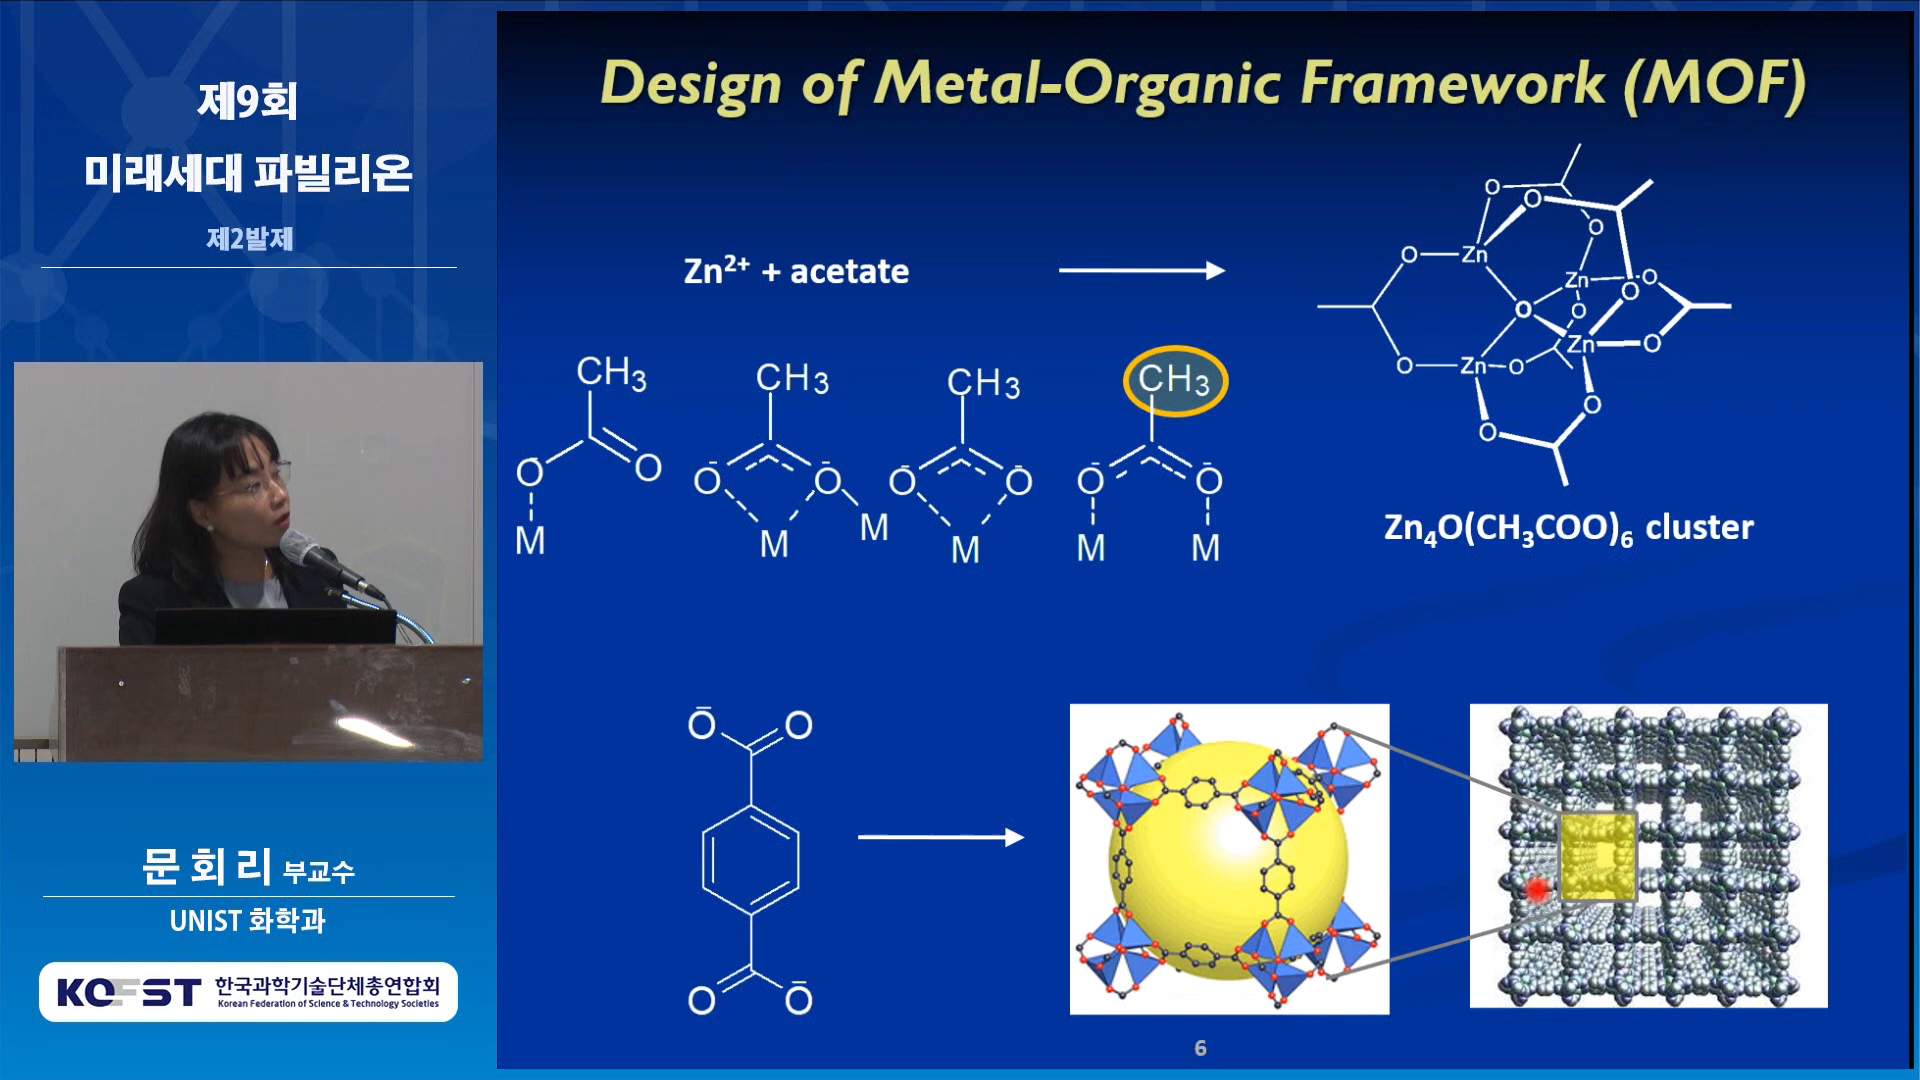 제9회
미래세대 파빌리온
제2발제
문 회 리 부교수
UNIST 화학과
KOFST 한국과학기술단체총연합회
Korean Federation of Science & Technology Societies
Design of Metal-Organic Framework (MOF)
Zn²⁺ + acetate
O O O O Zn Zn O O O O O Zn O Zn O O O O
Zn₄O(CH₃COO)₆ cluster
CH₃ CH₃ CH₃ CH₃
O⁻ O O⁻ O⁻ O⁻ O⁻ O⁻ O⁻
M M M M M M
O⁻ O
O O⁻
6